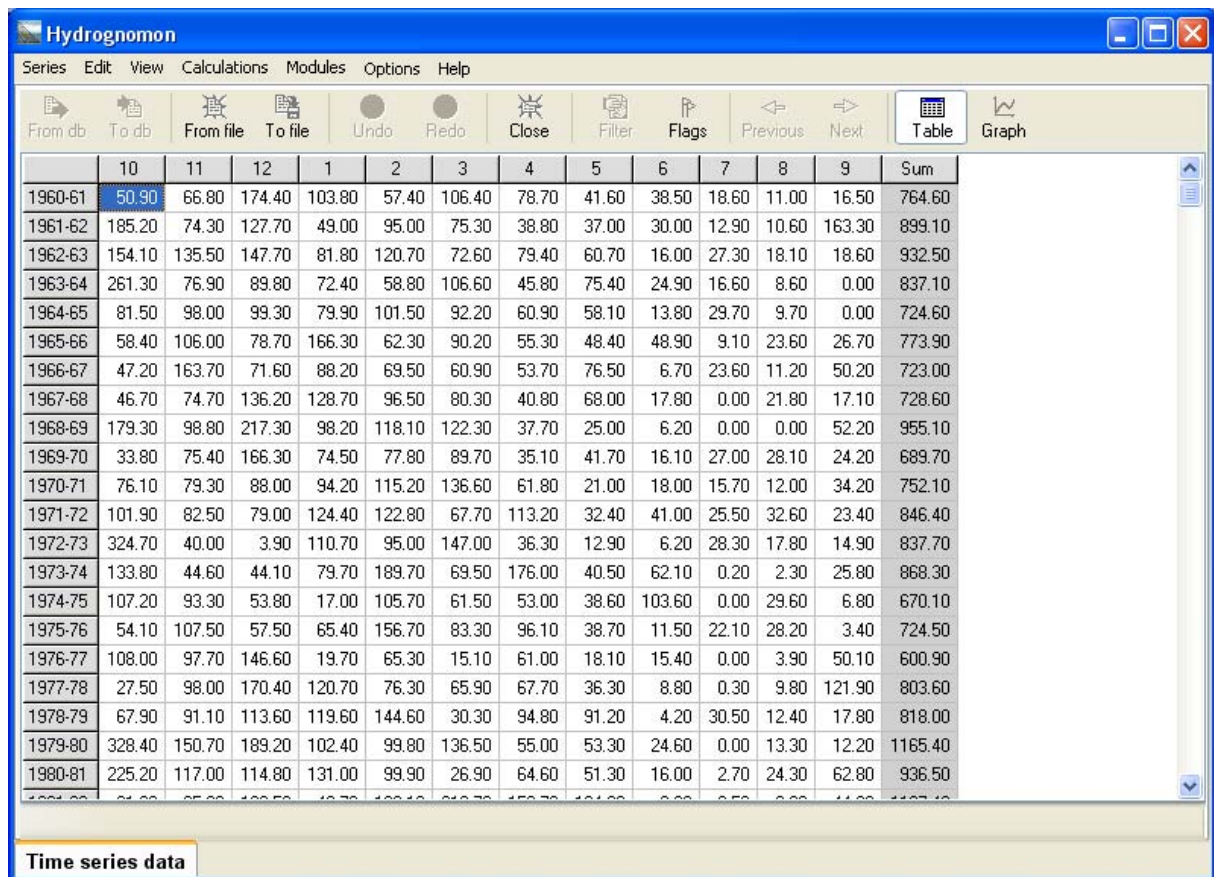 Hydrognomon
Series Edit View Calculations Modules Options Help
From db To db From file To file Undo Redo Close Filter Flags Previous Next Table Graph
10 11 12 1 2 3 4 5 6 7 8 9 Sum
1960-61 50.90 66.80 174.40 103.80 57.40 106.40 78.70 41.60 38.50 18.60 11.00 16.50 764.60
1961-62 185.20 74.30 127.70 49.00 95.00 75.30 38.80 37.00 30.00 12.90 10.60 163.30 899.10
1962-63 154.10 135.50 147.70 81.80 120.70 72.60 79.40 60.70 16.00 27.30 18.10 18.60 932.50
1963-64 261.30 76.90 89.80 72.40 58.80 106.60 45.80 75.40 24.90 16.60 8.60 0.00 837.10
1964-65 81.50 98.00 99.30 79.90 101.50 92.20 60.90 58.10 13.80 29.70 9.70 0.00 724.60
1965-66 58.40 106.00 78.70 166.30 62.30 90.20 55.30 48.40 48.90 9.10 23.60 26.70 773.90
1966-67 47.20 163.70 71.60 88.20 69.50 60.90 53.70 76.50 6.70 23.60 11.20 50.20 723.00
1967-68 46.70 74.70 136.20 128.70 96.50 80.30 40.80 68.00 17.80 0.00 21.80 17.10 728.60
1968-69 179.30 98.80 217.30 98.20 118.10 122.30 37.70 25.00 6.20 0.00 0.00 52.20 955.10
1969-70 33.80 75.40 166.30 74.50 77.80 89.70 35.10 41.70 16.10 27.00 28.10 24.20 689.70
1970-71 76.10 79.30 88.00 94.20 115.20 136.60 61.80 21.00 18.00 15.70 12.00 34.20 752.10
1971-72 101.90 82.50 79.00 124.40 122.80 67.70 113.20 32.40 41.00 25.50 32.60 23.40 846.40
1972-73 324.70 40.00 3.90 110.70 95.00 147.00 36.30 12.90 6.20 28.30 17.80 14.90 837.70
1973-74 133.80 44.60 44.10 79.70 189.70 69.50 176.00 40.50 62.10 0.20 2.30 25.80 868.30
1974-75 107.20 93.30 53.80 17.00 105.70 61.50 53.00 38.60 103.60 0.00 29.60 6.80 670.10
1975-76 54.10 107.50 57.50 65.40 156.70 83.30 96.10 38.70 11.50 22.10 28.20 3.40 724.50
1976-77 108.00 97.70 146.60 19.70 65.30 15.10 61.00 18.10 15.40 0.00 3.90 50.10 600.90
1977-78 27.50 98.00 170.40 120.70 76.30 65.90 67.70 36.30 8.80 0.30 9.80 121.90 803.60
1978-79 67.90 91.10 113.60 119.60 144.60 30.30 94.80 91.20 4.20 30.50 12.40 17.80 818.00
1979-80 328.40 150.70 189.20 102.40 99.80 136.50 55.00 53.30 24.60 0.00 13.30 12.20 1165.40
1980-81 225.20 117.00 114.80 131.00 99.90 26.90 64.60 51.30 16.00 2.70 24.30 62.80 936.50
Time series data